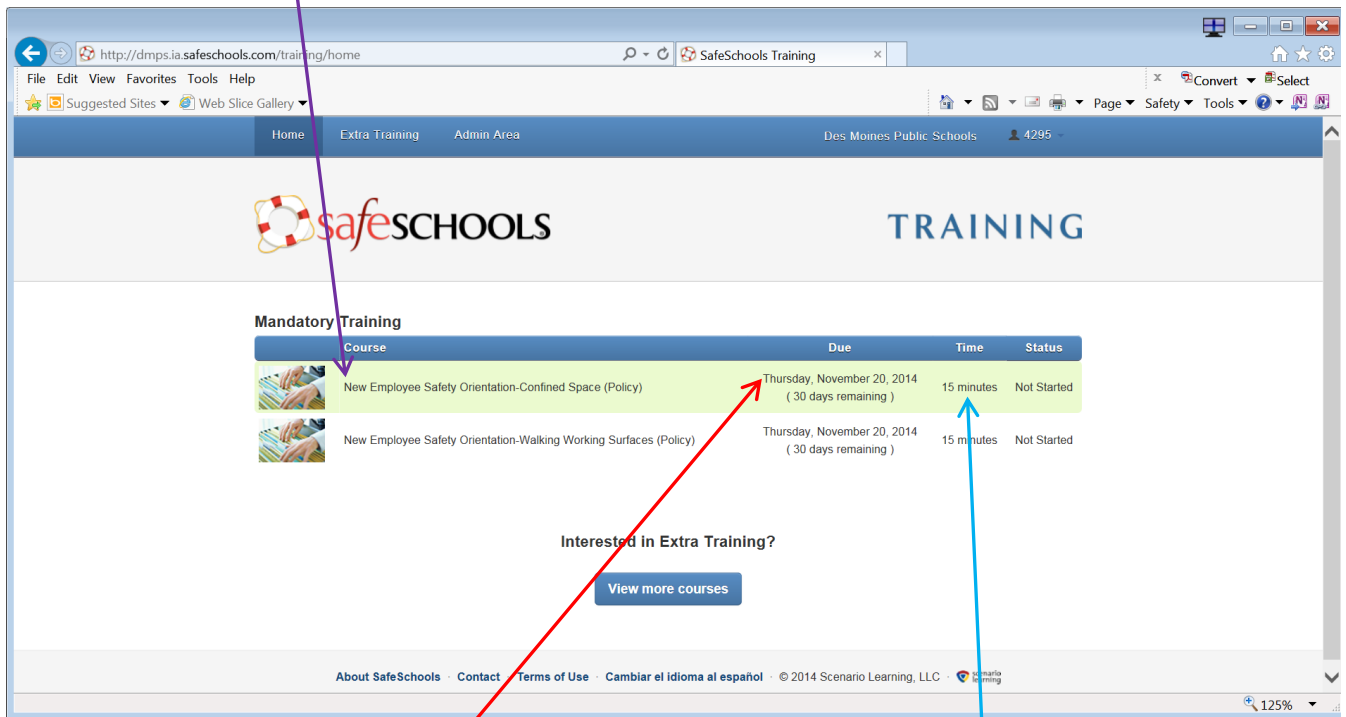 http://dmps.ia.safeschools.com/training/home
SafeSchools Training
File Edit View Favorites Tools Help
x Convert Select
Suggested Sites Web Slice Gallery
Page Safety Tools
Home Extra Training Admin Area Des Moines Public Schools 4295
safeSCHOOLS TRAINING
Mandatory Training
Course Due Time Status
New Employee Safety Orientation-Confined Space (Policy) Thursday, November 20, 2014 15 minutes Not Started
( 30 days remaining )
New Employee Safety Orientation-Walking Working Surfaces (Policy) Thursday, November 20, 2014 15 minutes Not Started
( 30 days remaining )
Interested in Extra Training?
View more courses
About SafeSchools · Contact · Terms of Use · Cambiar el idioma al español · © 2014 Scenario Learning, LLC · scenario learning
125%